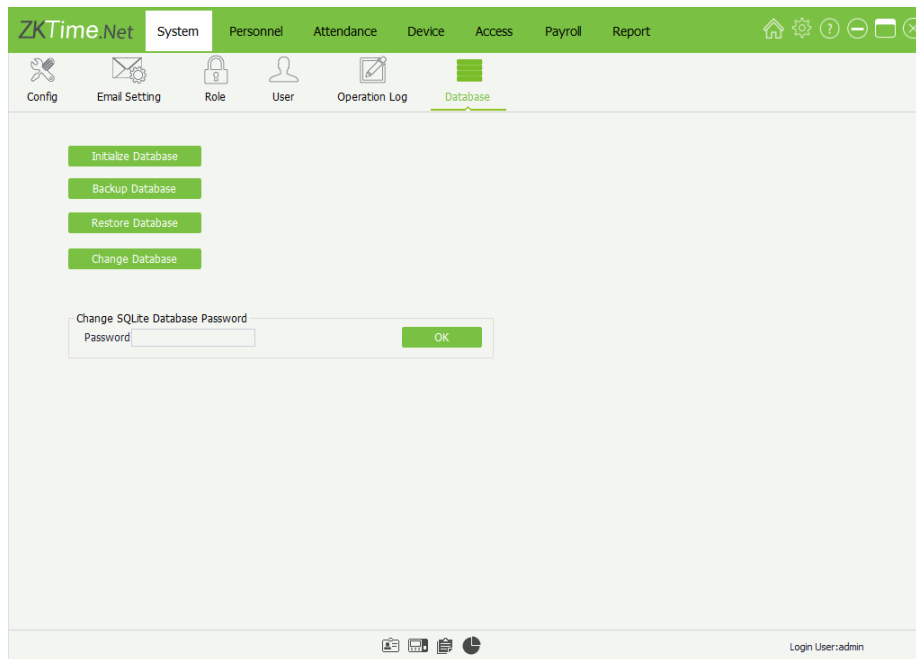 ZKTime.Net System Personnel Attendance Device Access Payroll Report
Config Email Setting Role User Operation Log Database
Initialize Database
Backup Database
Restore Database
Change Database
Change SQLite Database Password
Password OK
Login User:admin